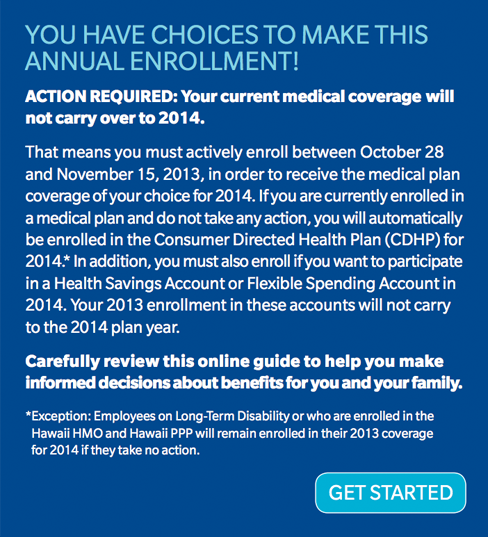 YOU HAVE CHOICES TO MAKE THIS
ANNUAL ENROLLMENT!
ACTION REQUIRED: Your current medical coverage will
not carry over to 2014.
That means you must actively enroll between October 28
and November 15, 2013, in order to receive the medical plan
coverage of your choice for 2014. If you are currently enrolled in
a medical plan and do not take any action, you will automatically
be enrolled in the Consumer Directed Health Plan (CDHP) for
2014.* In addition, you must also enroll if you want to participate
in a Health Savings Account or Flexible Spending Account in
2014. Your 2013 enrollment in these accounts will not carry
to the 2014 plan year.
Carefully review this online guide to help you make
informed decisions about benefits for you and your family.
*Exception: Employees on Long-Term Disability or who are enrolled in the
Hawaii HMO and Hawaii PPP will remain enrolled in their 2013 coverage
for 2014 if they take no action.
GET STARTED